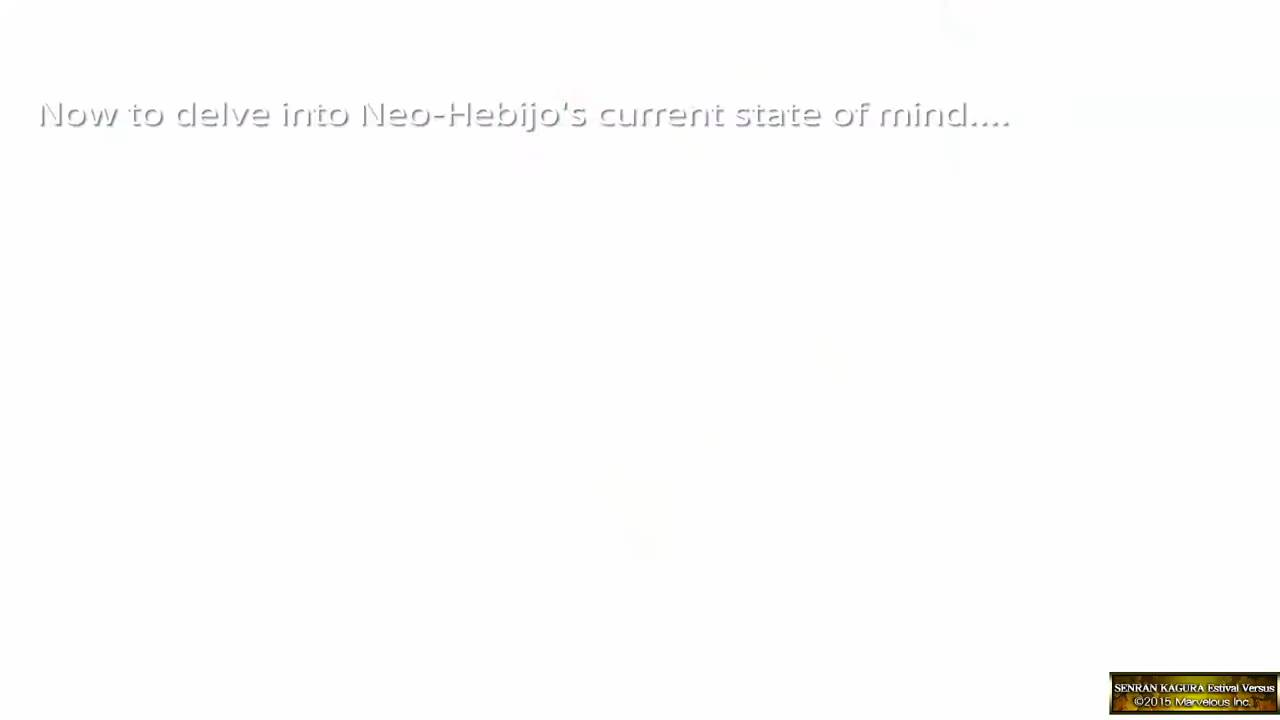 Now to delve into Neo-Hebijo's current state of mind....
SENRAN KAGURA Estival Versus
©2015 Marvelous Inc.